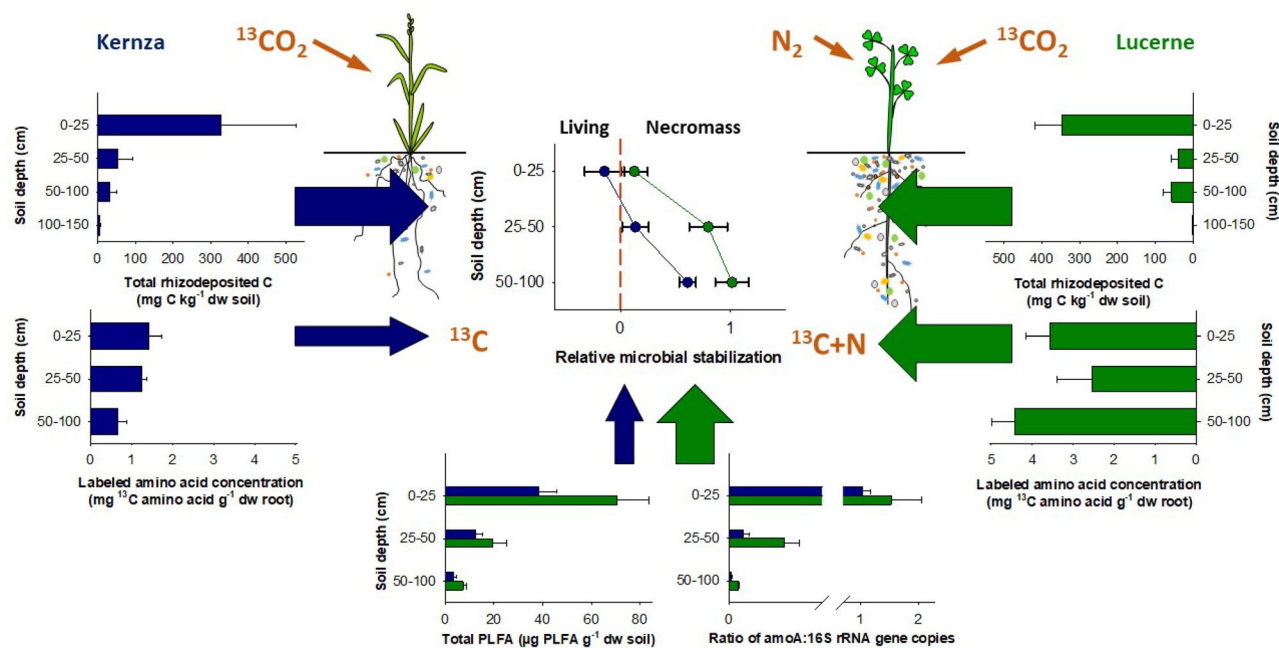 Kernza
¹³CO₂
N₂
¹³CO₂
Lucerne
Soil depth (cm)
0-25
25-50
50-100
100-150
0 100 200 300 400 500
Total rhizodeposited C
(mg C kg⁻¹ dw soil)
Living Necromass
Soil depth (cm)
0-25
25-50
50-100
0 1
Relative microbial stabilization
Soil depth (cm)
0-25
25-50
50-100
100-150
500 400 300 200 100 0
Total rhizodeposited C
(mg C kg⁻¹ dw soil)
Soil depth (cm)
0-25
25-50
50-100
0 1 2 3 4 5
Labeled amino acid concentration
(mg ¹³C amino acid g⁻¹ dw root)
¹³C
¹³C+N
Soil depth (cm)
0-25
25-50
50-100
5 4 3 2 1 0
Labeled amino acid concentration
(mg ¹³C amino acid g⁻¹ dw root)
Soil depth (cm)
0-25
25-50
50-100
0 20 40 60 80
Total PLFA (µg PLFA g⁻¹ dw soil)
0-25
25-50
50-100
0 1 2
Ratio of amoA:16S rRNA gene copies